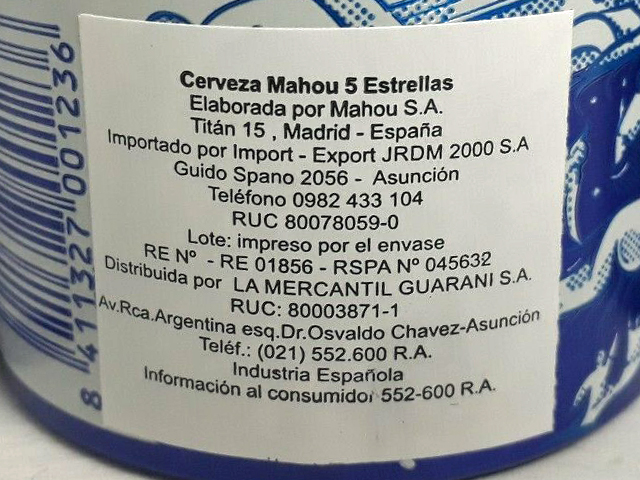 Cerveza Mahou 5 Estrellas
Elaborada por Mahou S.A.
Titán 15 , Madrid - España
Importado por Import - Export JRDM 2000 S.A
Guido Spano 2056 - Asunción
Teléfono 0982 433 104
RUC 80078059-0
Lote: impreso por el envase
RE Nº - RE 01856 - RSPA Nº 045632
Distribuida por LA MERCANTIL GUARANI S.A.
RUC: 80003871-1
Av.Rca.Argentina esq.Dr.Osvaldo Chavez-Asunción
Teléf.: (021) 552.600 R.A.
Industria Española
Información al consumidor 552-600 R.A.
8 411327 001236